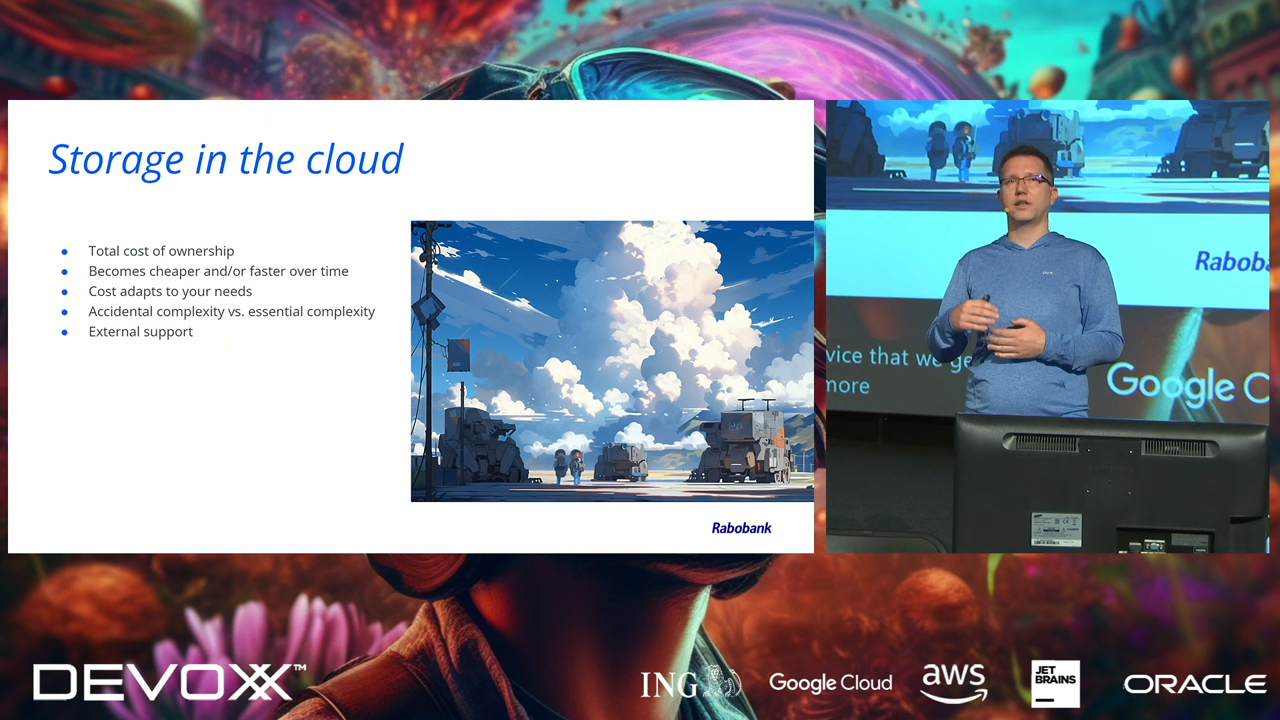 Storage in the cloud
● Total cost of ownership
● Becomes cheaper and/or faster over time
● Cost adapts to your needs
● Accidental complexity vs. essential complexity
● External support
Rabobank
Rabob
vice that we ge
more
Google C
DEVOXX™
ING
Google Cloud
aws
JET
BRAINS
ORACLE